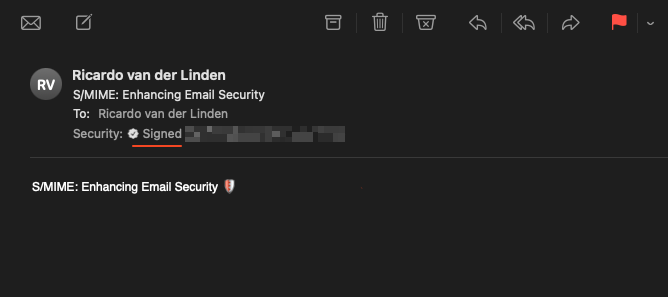 RV
Ricardo van der Linden
S/MIME: Enhancing Email Security
To: Ricardo van der Linden
Security: Signed
S/MIME: Enhancing Email Security